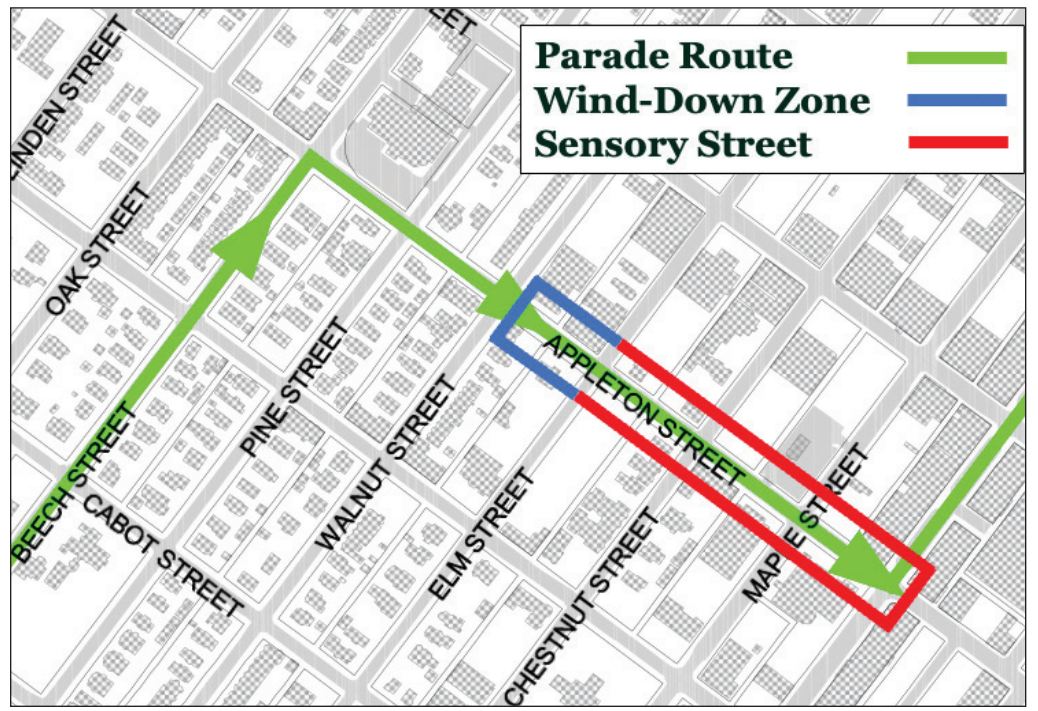 Parade Route
Wind-Down Zone
Sensory Street
LINDEN STREET
OAK STREET
BEECH STREET
CABOT STREET
PINE STREET
WALNUT STREET
ELM STREET
CHESTNUT STREET
APPLETON STREET
MAPLE STREET